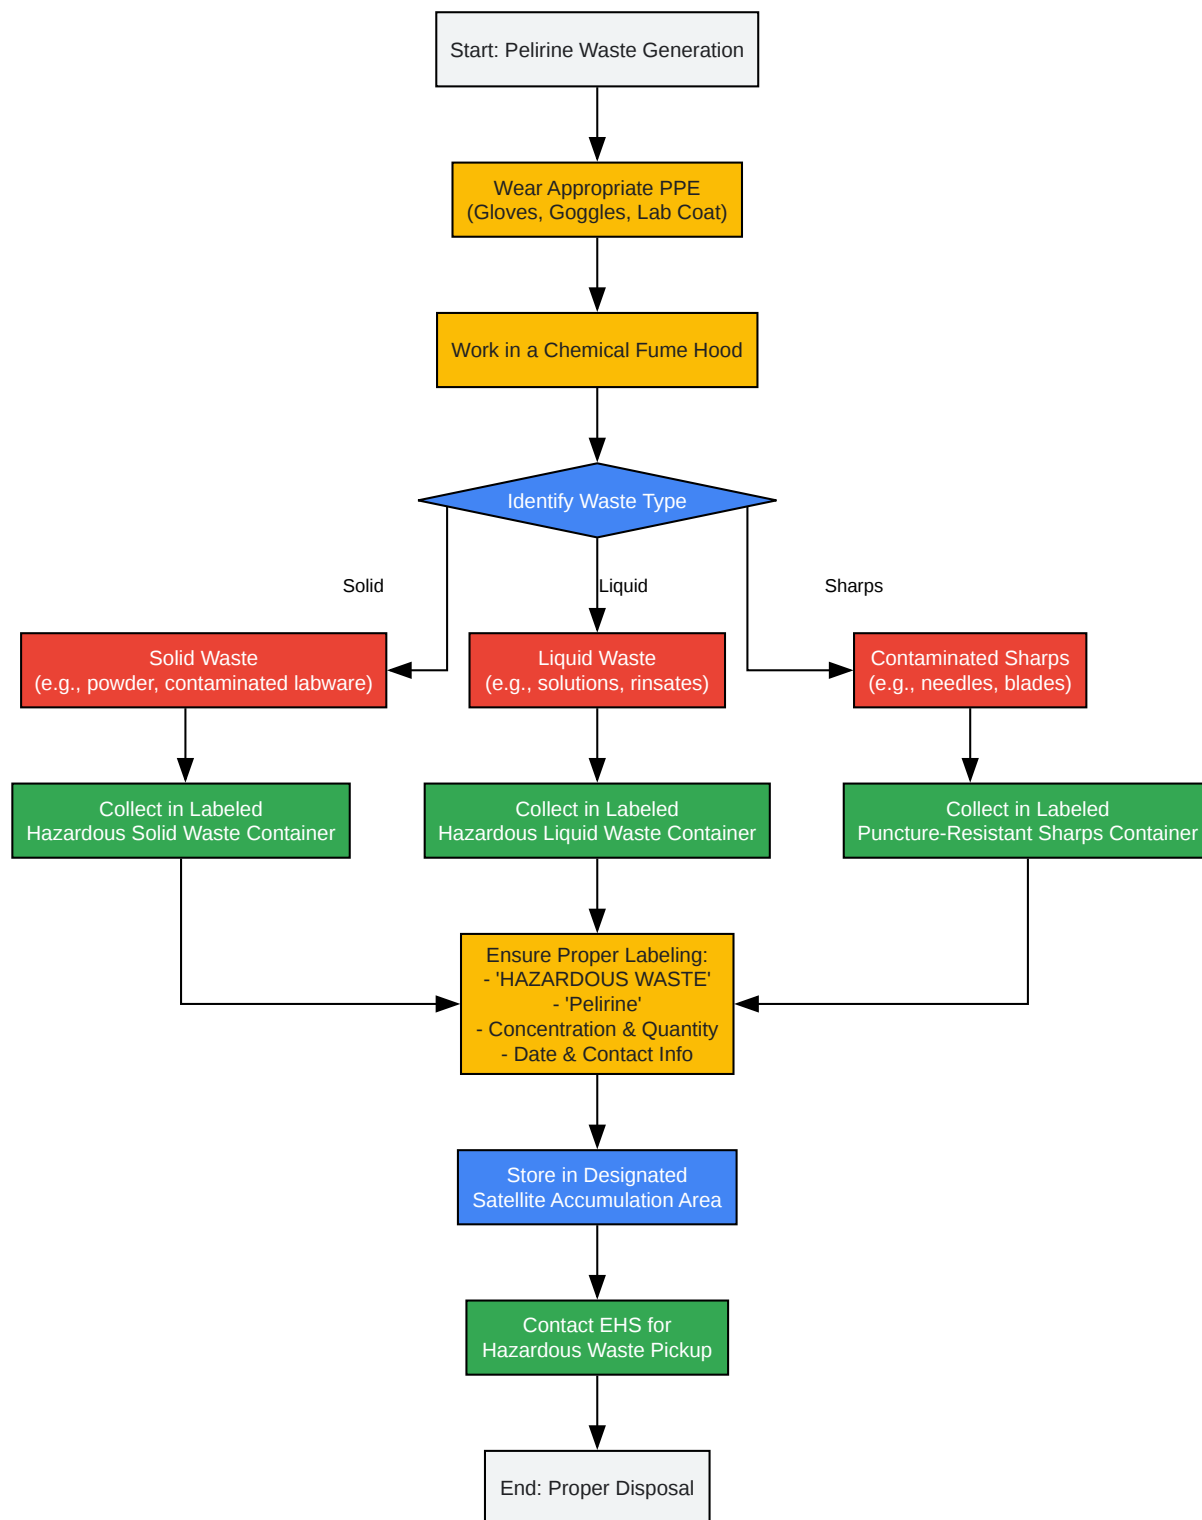 Start: Pelirine Waste Generation
Wear Appropriate PPE
(Gloves, Goggles, Lab Coat)
Work in a Chemical Fume Hood
Identify Waste Type
Solid
Liquid
Sharps
Solid Waste
(e.g., powder, contaminated labware)
Liquid Waste
(e.g., solutions, rinsates)
Contaminated Sharps
(e.g., needles, blades)
Collect in Labeled
Hazardous Solid Waste Container
Collect in Labeled
Hazardous Liquid Waste Container
Collect in Labeled
Puncture-Resistant Sharps Container
Ensure Proper Labeling:
- 'HAZARDOUS WASTE'
- 'Pelirine'
- Concentration & Quantity
- Date & Contact Info
Store in Designated
Satellite Accumulation Area
Contact EHS for
Hazardous Waste Pickup
End: Proper Disposal